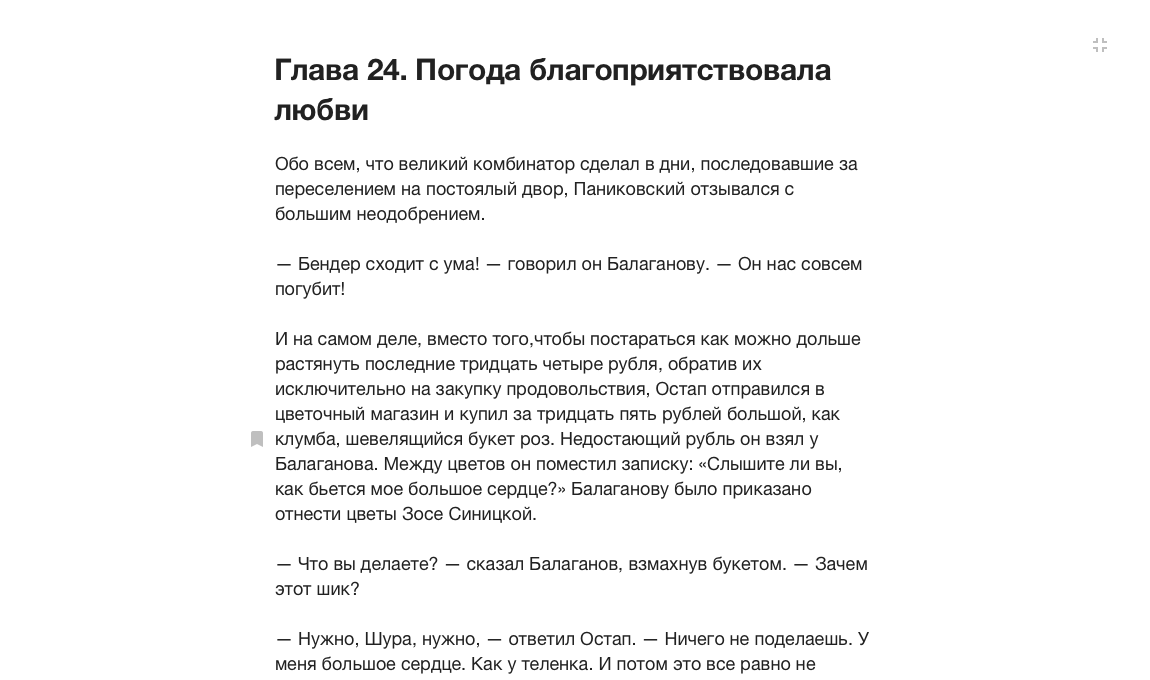 Глава 24. Погода благоприятствовала
любви
Обо всем, что великий комбинатор сделал в дни, последовавшие за
переселением на постоялый двор, Паниковский отзывался с
большим неодобрением.
— Бендер сходит с ума! — говорил он Балаганову. — Он нас совсем
погубит!
И на самом деле, вместо того,чтобы постараться как можно дольше
растянуть последние тридцать четыре рубля, обратив их
исключительно на закупку продовольствия, Остап отправился в
цветочный магазин и купил за тридцать пять рублей большой, как
клумба, шевелящийся букет роз. Недостающий рубль он взял у
Балаганова. Между цветов он поместил записку: «Слышите ли вы,
как бьется мое большое сердце?» Балаганову было приказано
отнести цветы Зосе Синицкой.
— Что вы делаете? — сказал Балаганов, взмахнув букетом. — Зачем
этот шик?
— Нужно, Шура, нужно, — ответил Остап. — Ничего не поделаешь. У
меня большое сердце. Как у теленка. И потом это все равно не